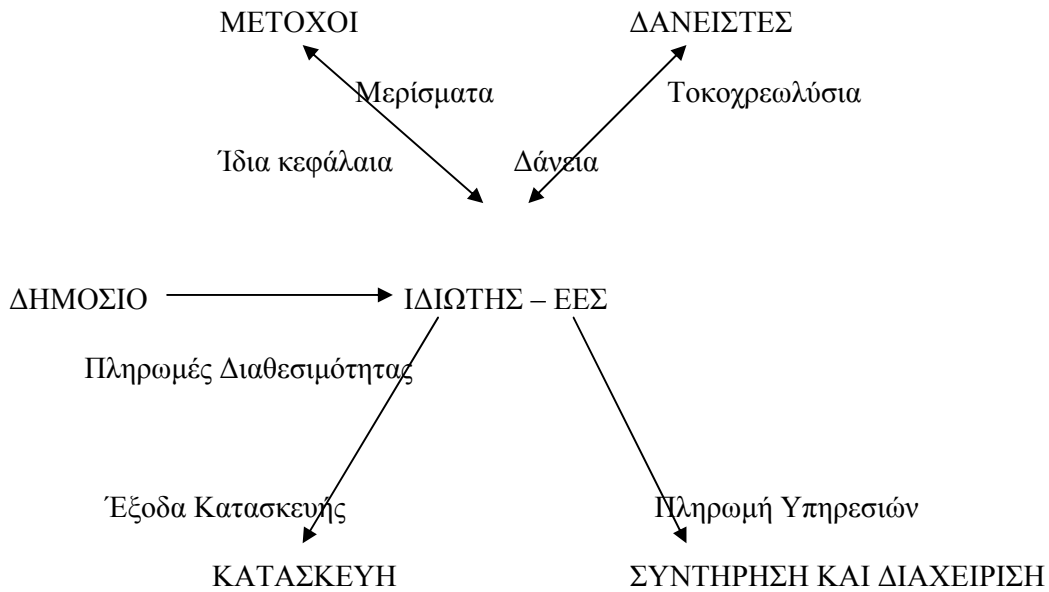 ΜΕΤΟΧΟΙ ΔΑΝΕΙΣΤΕΣ
Μερίσματα Τοκοχρεωλύσια
Ίδια κεφάλαια Δάνεια
ΔΗΜΟΣΙΟ ΙΔΙΩΤΗΣ – ΕΕΣ
Πληρωμές Διαθεσιμότητας
Έξοδα Κατασκευής Πληρωμή Υπηρεσιών
ΚΑΤΑΣΚΕΥΗ ΣΥΝΤΗΡΗΣΗ ΚΑΙ ΔΙΑΧΕΙΡΙΣΗ